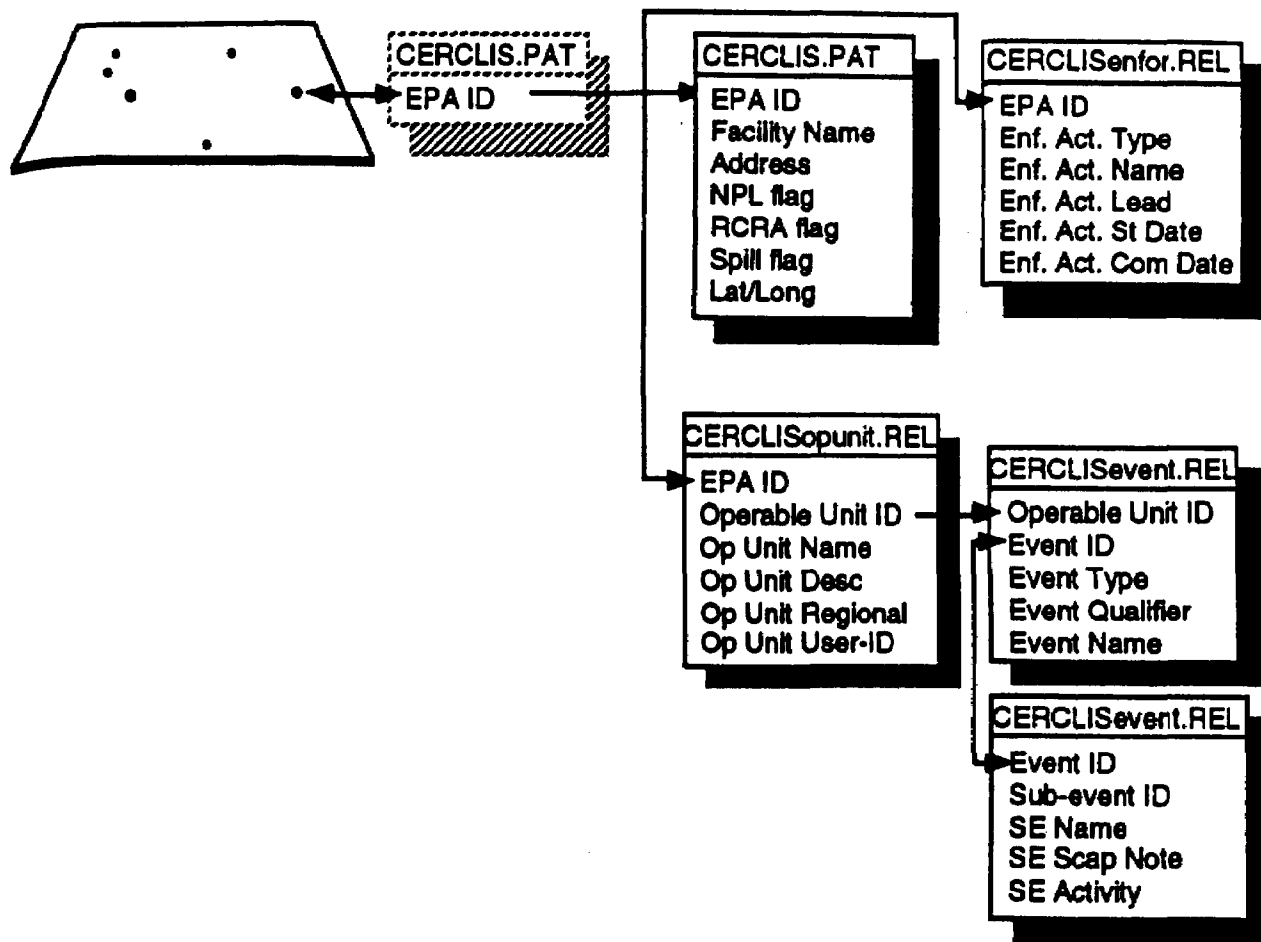 CERCLIS.PAT
EPA ID
CERCLIS.PAT
EPA ID
Facility Name
Address
NPL flag
RCRA flag
Spill flag
Lat/Long
CERCLISenfor.REL
EPA ID
Enf. Act. Type
Enf. Act. Name
Enf. Act. Lead
Enf. Act. St Date
Enf. Act. Com Date
CERCLISopunit.REL
EPA ID
Operable Unit ID
Op Unit Name
Op Unit Desc
Op Unit Regional
Op Unit User-ID
CERCLISevent.REL
Operable Unit ID
Event ID
Event Type
Event Qualifier
Event Name
CERCLISevent.REL
Event ID
Sub-event ID
SE Name
SE Scap Note
SE Activity